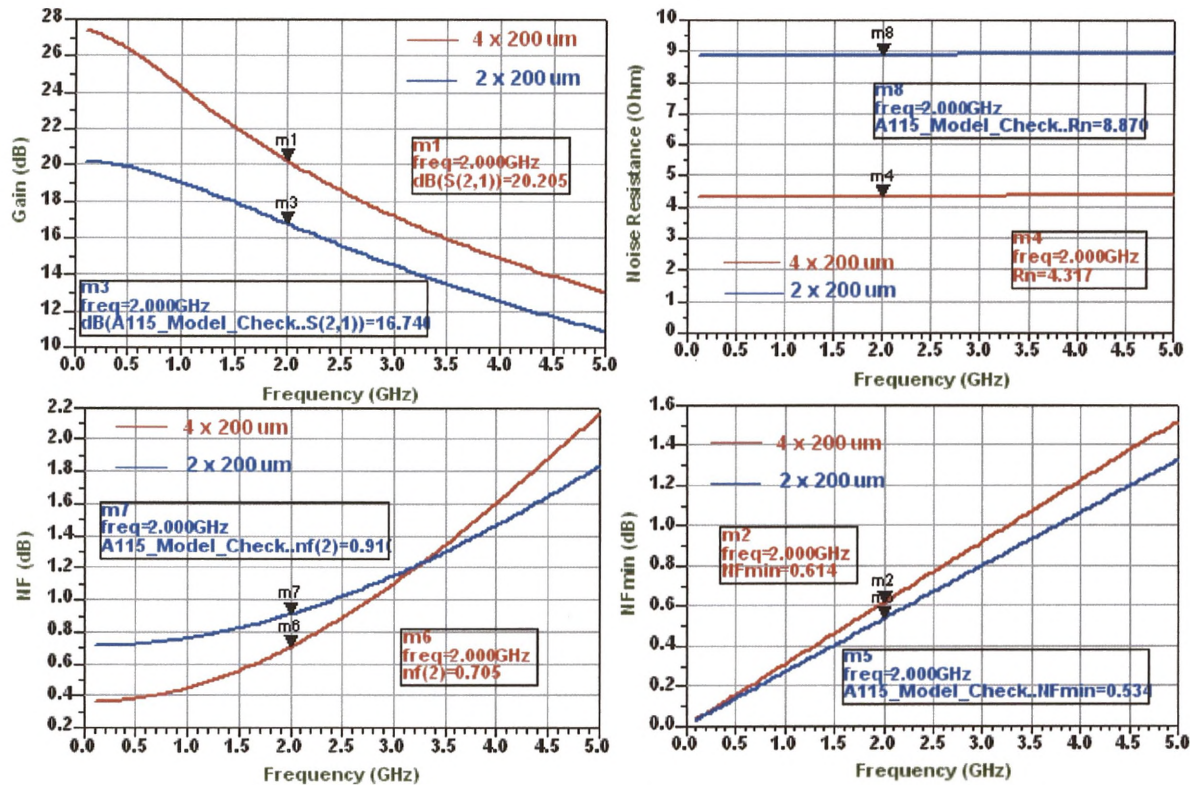 28
26
24
22
20
18
16
14
12
10
Gain (dB)
4 x 200 um
2 x 200 um
m1
m3
m1
freq=2.000GHz
dB(S(2,1))=20.205
m3
freq=2.000GHz
dB(A115_Model_Check..S(2,1))=16.740
0.0 0.5 1.0 1.5 2.0 2.5 3.0 3.5 4.0 4.5 5.0
Frequency (GHz)
10
9
8
7
6
5
4
3
2
1
0
Noise Resistance (Ohm)
m8
m8
freq=2.000GHz
A115_Model_Check..Rn=8.870
m4
4 x 200 um
2 x 200 um
m4
freq=2.000GHz
Rn=4.317
0.0 0.5 1.0 1.5 2.0 2.5 3.0 3.5 4.0 4.5 5.0
Frequency (GHz)
2.2
2.0
1.8
1.6
1.4
1.2
1.0
0.8
0.6
0.4
0.2
NF (dB)
4 x 200 um
2 x 200 um
m7
freq=2.000GHz
A115_Model_Check..nf(2)=0.910
m7
m6
m6
freq=2.000GHz
nf(2)=0.705
0.0 0.5 1.0 1.5 2.0 2.5 3.0 3.5 4.0 4.5 5.0
Frequency (GHz)
1.6
1.4
1.2
1.0
0.8
0.6
0.4
0.2
0.0
NFmin (dB)
4 x 200 um
2 x 200 um
m2
freq=2.000GHz
NFmin=0.614
m2
m5
m5
freq=2.000GHz
A115_Model_Check..NFmin=0.534
0.0 0.5 1.0 1.5 2.0 2.5 3.0 3.5 4.0 4.5 5.0
Frequency (GHz)